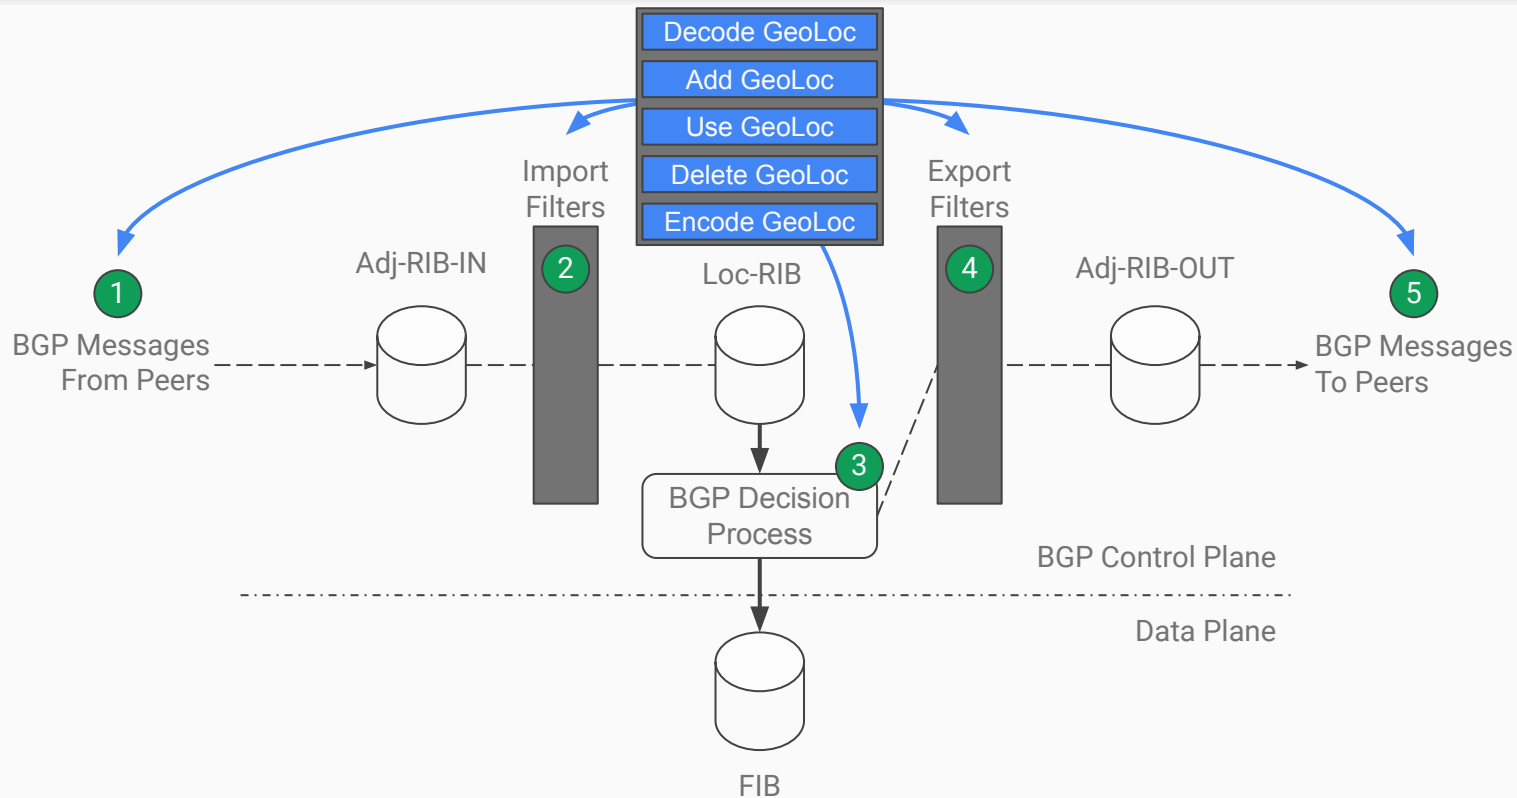 Decode GeoLoc
Add GeoLoc
Use GeoLoc
Delete GeoLoc
Encode GeoLoc
Import
Filters
Export
Filters
Adj-RIB-IN
2
Loc-RIB
4
Adj-RIB-OUT
1
5
BGP Messages
From Peers
BGP Messages
To Peers
3
BGP Decision
Process
BGP Control Plane
Data Plane
FIB